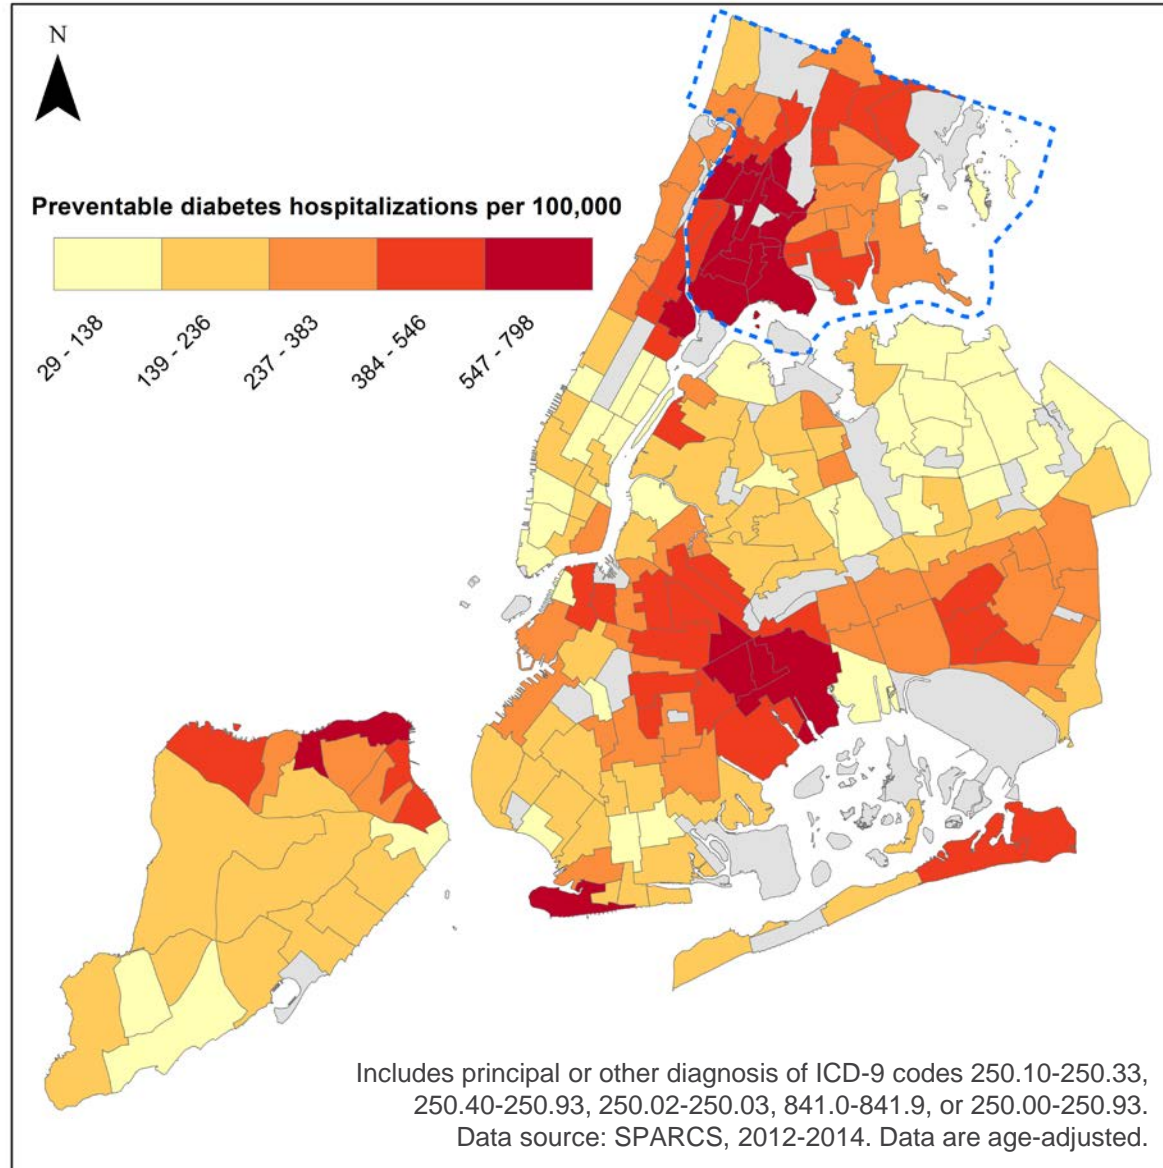 N
Preventable diabetes hospitalizations per 100,000
29 - 138
139 - 236
237 - 383
384 - 546
547 - 798
Includes principal or other diagnosis of ICD-9 codes 250.10-250.33,
250.40-250.93, 250.02-250.03, 841.0-841.9, or 250.00-250.93.
Data source: SPARCS, 2012-2014. Data are age-adjusted.